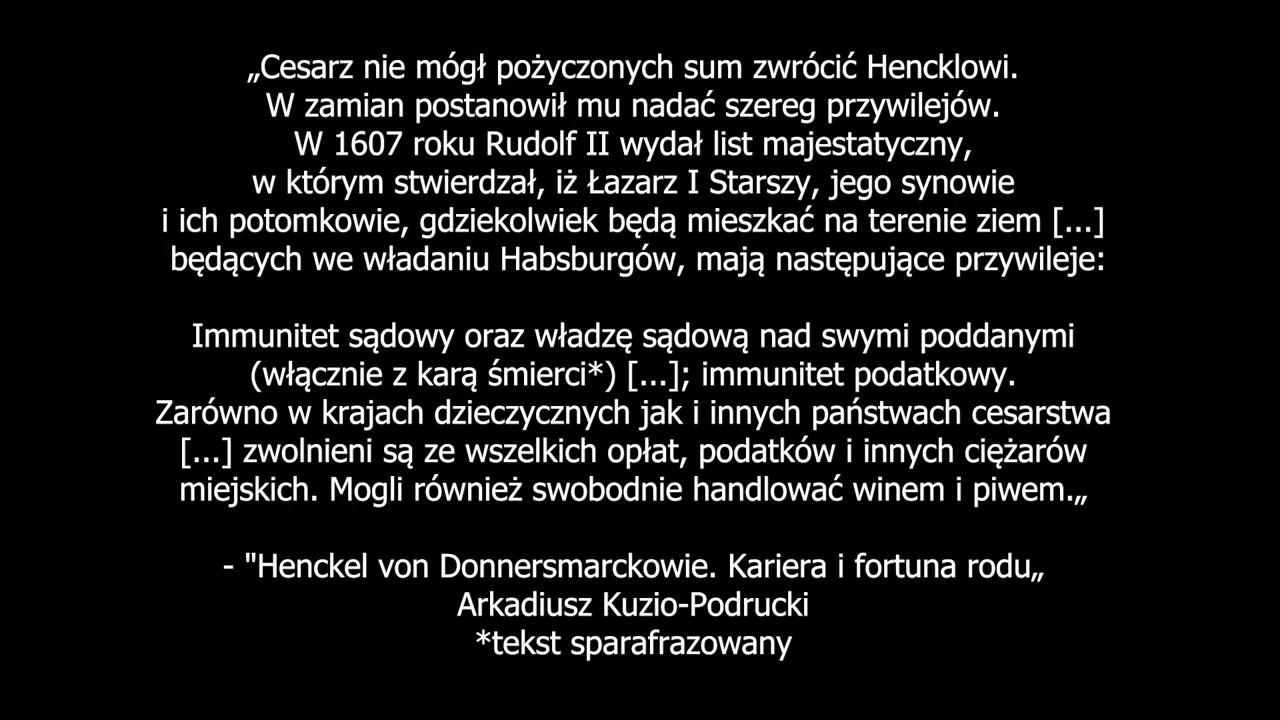 „Cesarz nie mógł pożyczonych sum zwrócić Hencklowi.
W zamian postanowił mu nadać szereg przywilejów.
W 1607 roku Rudolf II wydał list majestatyczny,
w którym stwierdzał, iż Łazarz I Starszy, jego synowie
i ich potomkowie, gdziekolwiek będą mieszkać na terenie ziem [...]
będących we władaniu Habsburgów, mają następujące przywileje:
Immunitet sądowy oraz władzę sądową nad swymi poddanymi
(włącznie z karą śmierci*) [...]; immunitet podatkowy.
Zarówno w krajach dzieczycznych jak i innych państwach cesarstwa
[...] zwolnieni są ze wszelkich opłat, podatków i innych ciężarów
miejskich. Mogli również swobodnie handlować winem i piwem.„
- "Henckel von Donnersmarckowie. Kariera i fortuna rodu„
Arkadiusz Kuzio-Podrucki
*tekst sparafrazowany